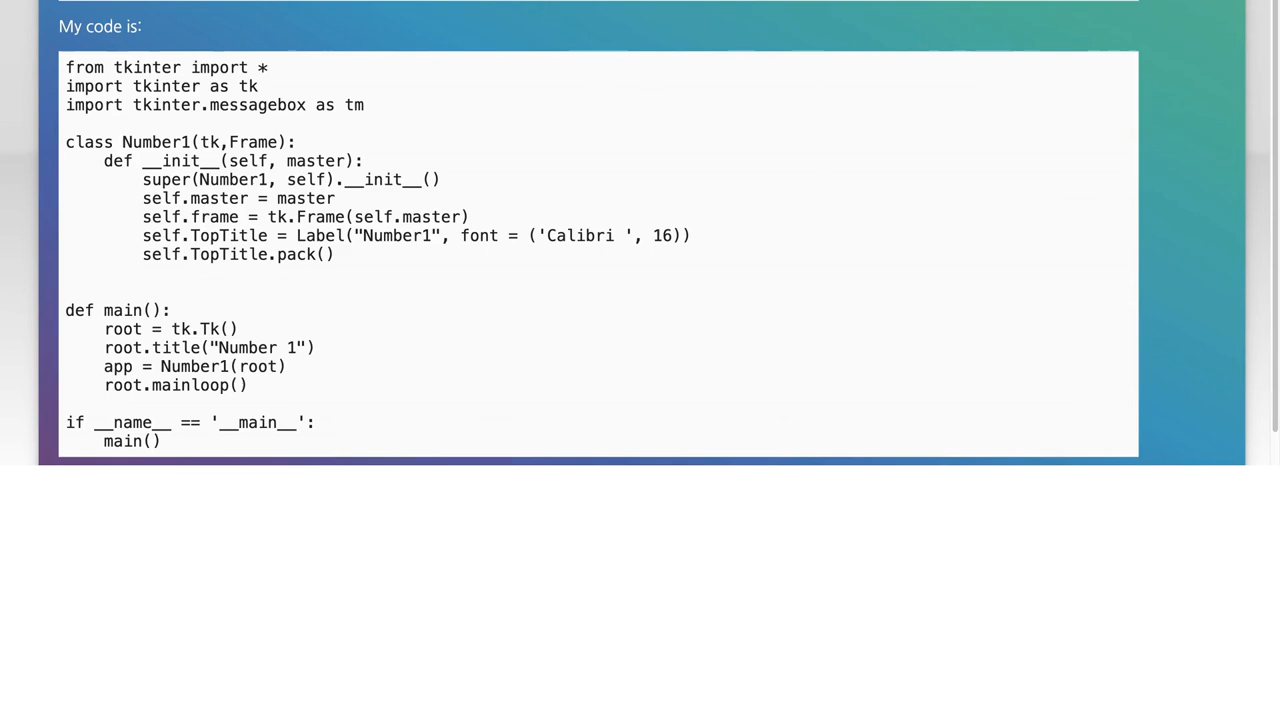 My code is:
from tkinter import *
import tkinter as tk
import tkinter.messagebox as tm
class Number1(tk,Frame):
    def __init__(self, master):
        super(Number1, self).__init__()
        self.master = master
        self.frame = tk.Frame(self.master)
        self.TopTitle = Label("Number1", font = ('Calibri ', 16))
        self.TopTitle.pack()
def main():
    root = tk.Tk()
    root.title("Number 1")
    app = Number1(root)
    root.mainloop()
if __name__ == '__main__':
    main()